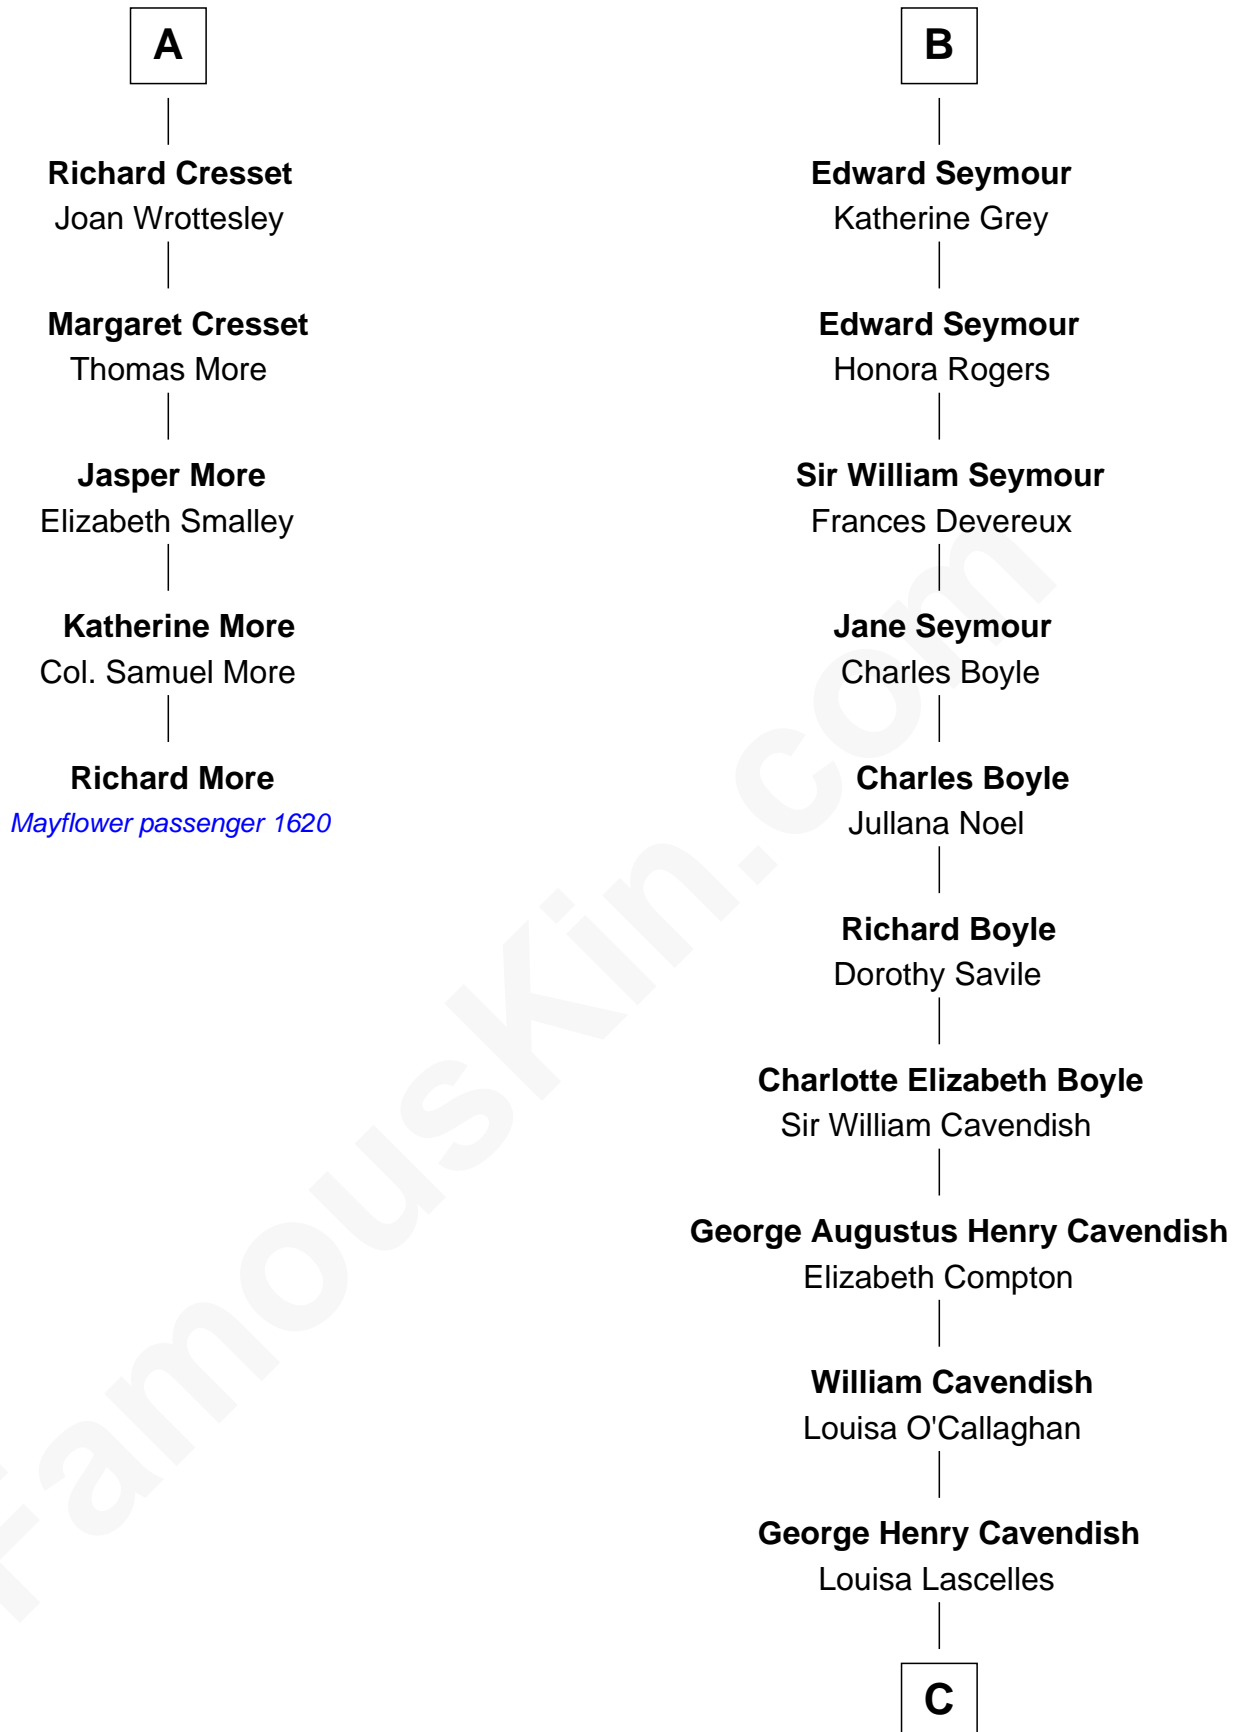 A
Richard Cresset
Joan Wrottesley
Margaret Cresset
Thomas More
Jasper More
Elizabeth Smalley
Katherine More
Col. Samuel More
Richard More
Mayflower passenger 1620
B
Edward Seymour
Katherine Grey
Edward Seymour
Honora Rogers
Sir William Seymour
Frances Devereux
Jane Seymour
Charles Boyle
Charles Boyle
Jullana Noel
Richard Boyle
Dorothy Savile
Charlotte Elizabeth Boyle
Sir William Cavendish
George Augustus Henry Cavendish
Elizabeth Compton
William Cavendish
Louisa O'Callaghan
George Henry Cavendish
Louisa Lascelles
C
FamousKin.com